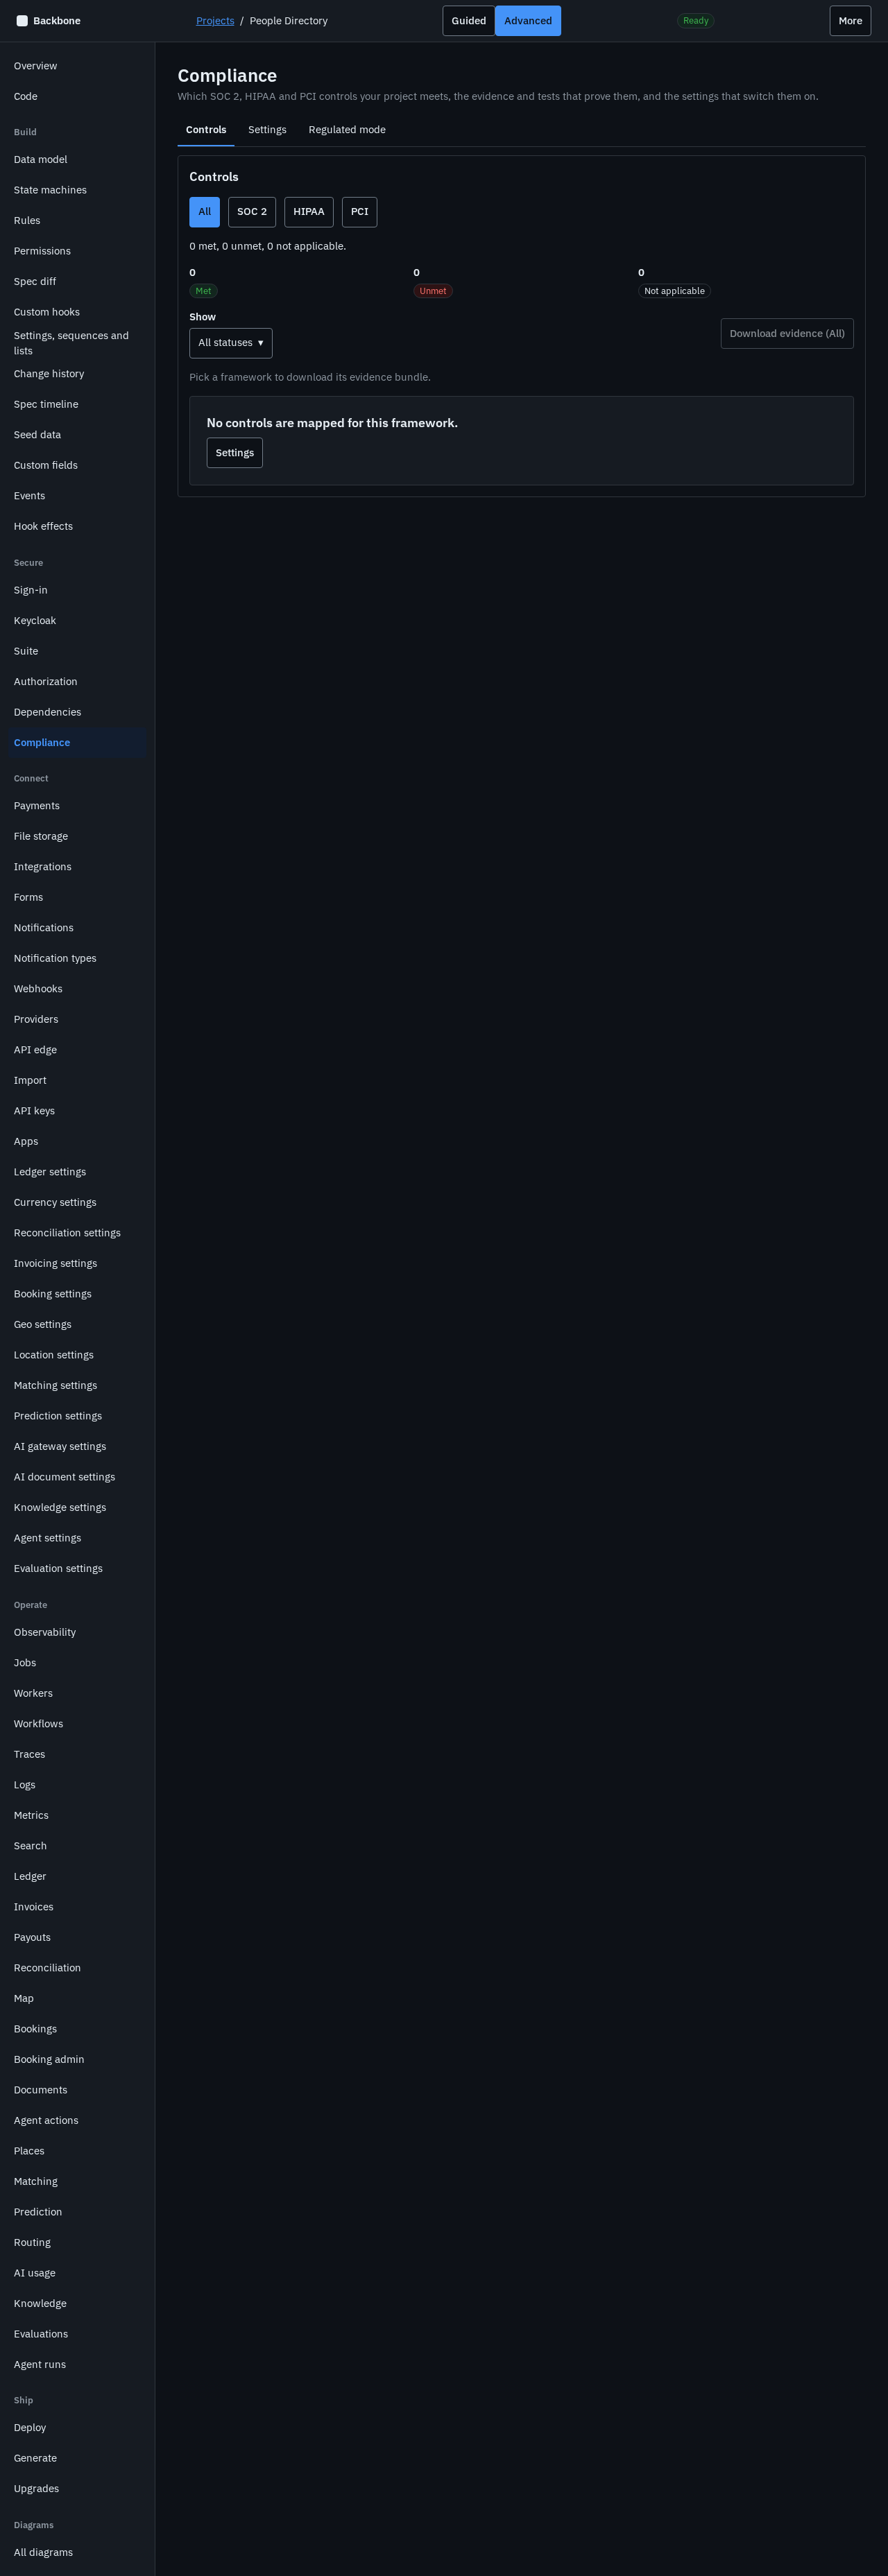 Backbone
Projects / People Directory
Guided
Advanced
Ready
More
Overview
Code
Build
Data model
State machines
Rules
Permissions
Spec diff
Custom hooks
Settings, sequences and
lists
Change history
Spec timeline
Seed data
Custom fields
Events
Hook effects
Secure
Sign-in
Keycloak
Suite
Authorization
Dependencies
Compliance
Connect
Payments
File storage
Integrations
Forms
Notifications
Notification types
Webhooks
Providers
API edge
Import
API keys
Apps
Ledger settings
Currency settings
Reconciliation settings
Invoicing settings
Booking settings
Geo settings
Location settings
Matching settings
Prediction settings
AI gateway settings
AI document settings
Knowledge settings
Agent settings
Evaluation settings
Operate
Observability
Jobs
Workers
Workflows
Traces
Logs
Metrics
Search
Ledger
Invoices
Payouts
Reconciliation
Map
Bookings
Booking admin
Documents
Agent actions
Places
Matching
Prediction
Routing
AI usage
Knowledge
Evaluations
Agent runs
Ship
Deploy
Generate
Upgrades
Diagrams
All diagrams
Compliance
Which SOC 2, HIPAA and PCI controls your project meets, the evidence and tests that prove them, and the settings that switch them on.
Controls
Settings
Regulated mode
Controls
All
SOC 2
HIPAA
PCI
0 met, 0 unmet, 0 not applicable.
0
Met
0
Unmet
0
Not applicable
Show
All statuses ▾
Download evidence (All)
Pick a framework to download its evidence bundle.
No controls are mapped for this framework.
Settings